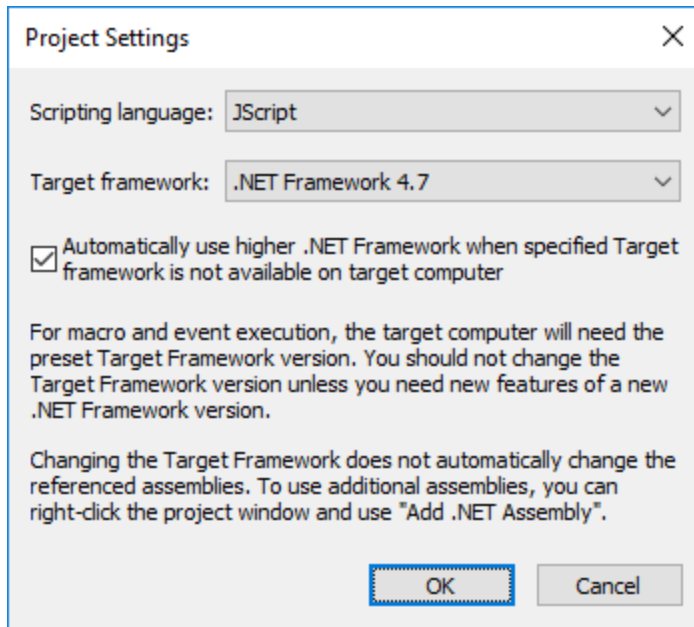 Project Settings
Scripting language: JScript
Target framework: .NET Framework 4.7
Automatically use higher .NET Framework when specified Target
framework is not available on target computer
For macro and event execution, the target computer will need the
preset Target Framework version. You should not change the
Target Framework version unless you need new features of a new
.NET Framework version.
Changing the Target Framework does not automatically change the
referenced assemblies. To use additional assemblies, you can
right-click the project window and use "Add .NET Assembly".
OK Cancel